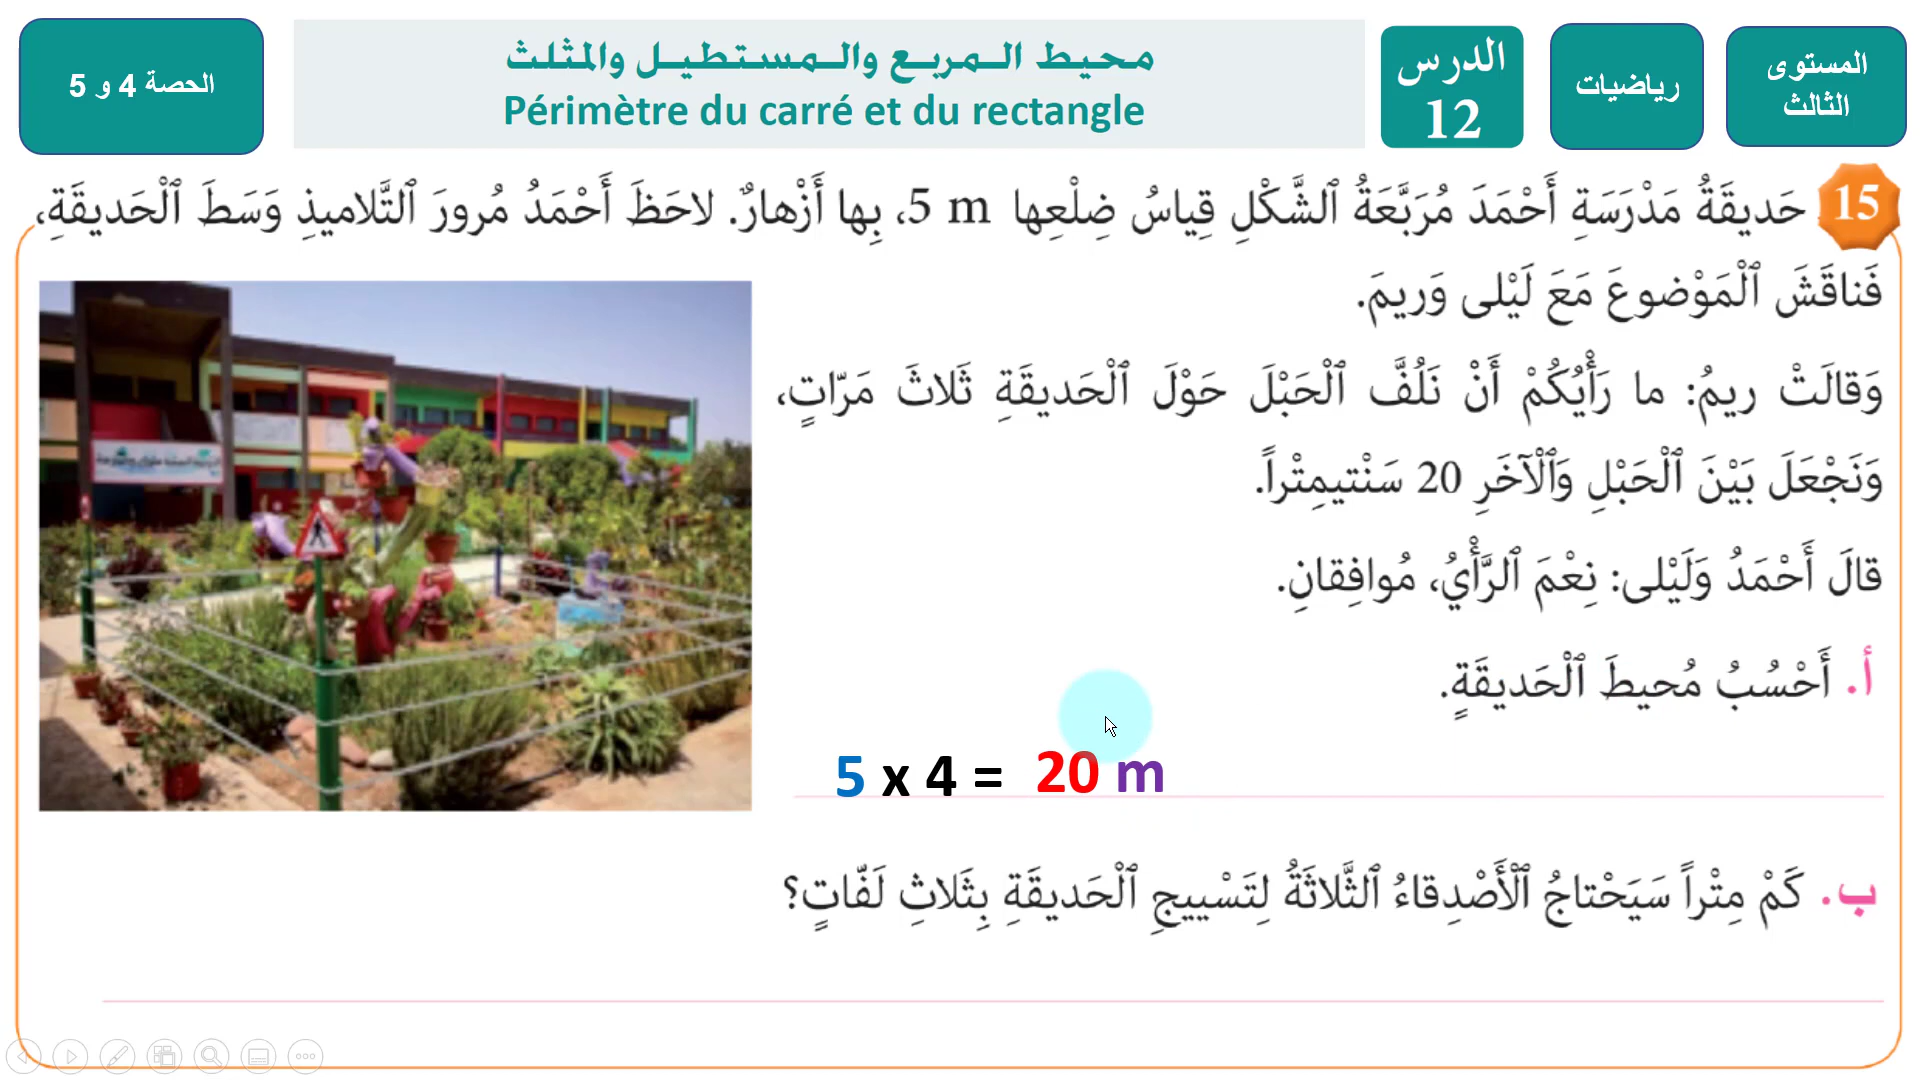 المستوى
الثالث
رياضيات
الدرس
12
محيط المربع والمستطيل والمثلث
Périmètre du carré et du rectangle
الحصة 4 و 5
15 حَديقَةُ مَدْرَسَةِ أَحْمَدَ مُرَبَّعَةُ ٱلشَّكْلِ قِياسُ ضِلْعِها 5 m، بِها أَزْهارٌ. لاحَظَ أَحْمَدُ مُرورَ ٱلتَّلاميذِ وَسَطَ ٱلْحَديقَةِ،
فَناقَشَ ٱلْمَوْضوعَ مَعَ لَيْلى وَريمَ.
وَقالَتْ ريمُ: ما رَأْيُكُمْ أَنْ نَلُفَّ ٱلْحَبْلَ حَوْلَ ٱلْحَديقَةِ ثَلاثَ مَرّاتٍ،
وَنَجْعَلَ بَيْنَ ٱلْحَبْلِ وَٱلْآخَرِ 20 سَنْتيمِتْراً.
قالَ أَحْمَدُ وَلَيْلى: نِعْمَ ٱلرَّأْيُ، مُوافِقانِ.
أ. أَحْسُبُ مُحيطَ ٱلْحَديقَةِ.
5 x 4 = 20 m
ب. كَمْ مِتْراً سَيَحْتاجُ ٱلْأَصْدِقاءُ ٱلثَّلاثَةُ لِتَسْييجِ ٱلْحَديقَةِ بِثَلاثِ لَفّاتٍ؟